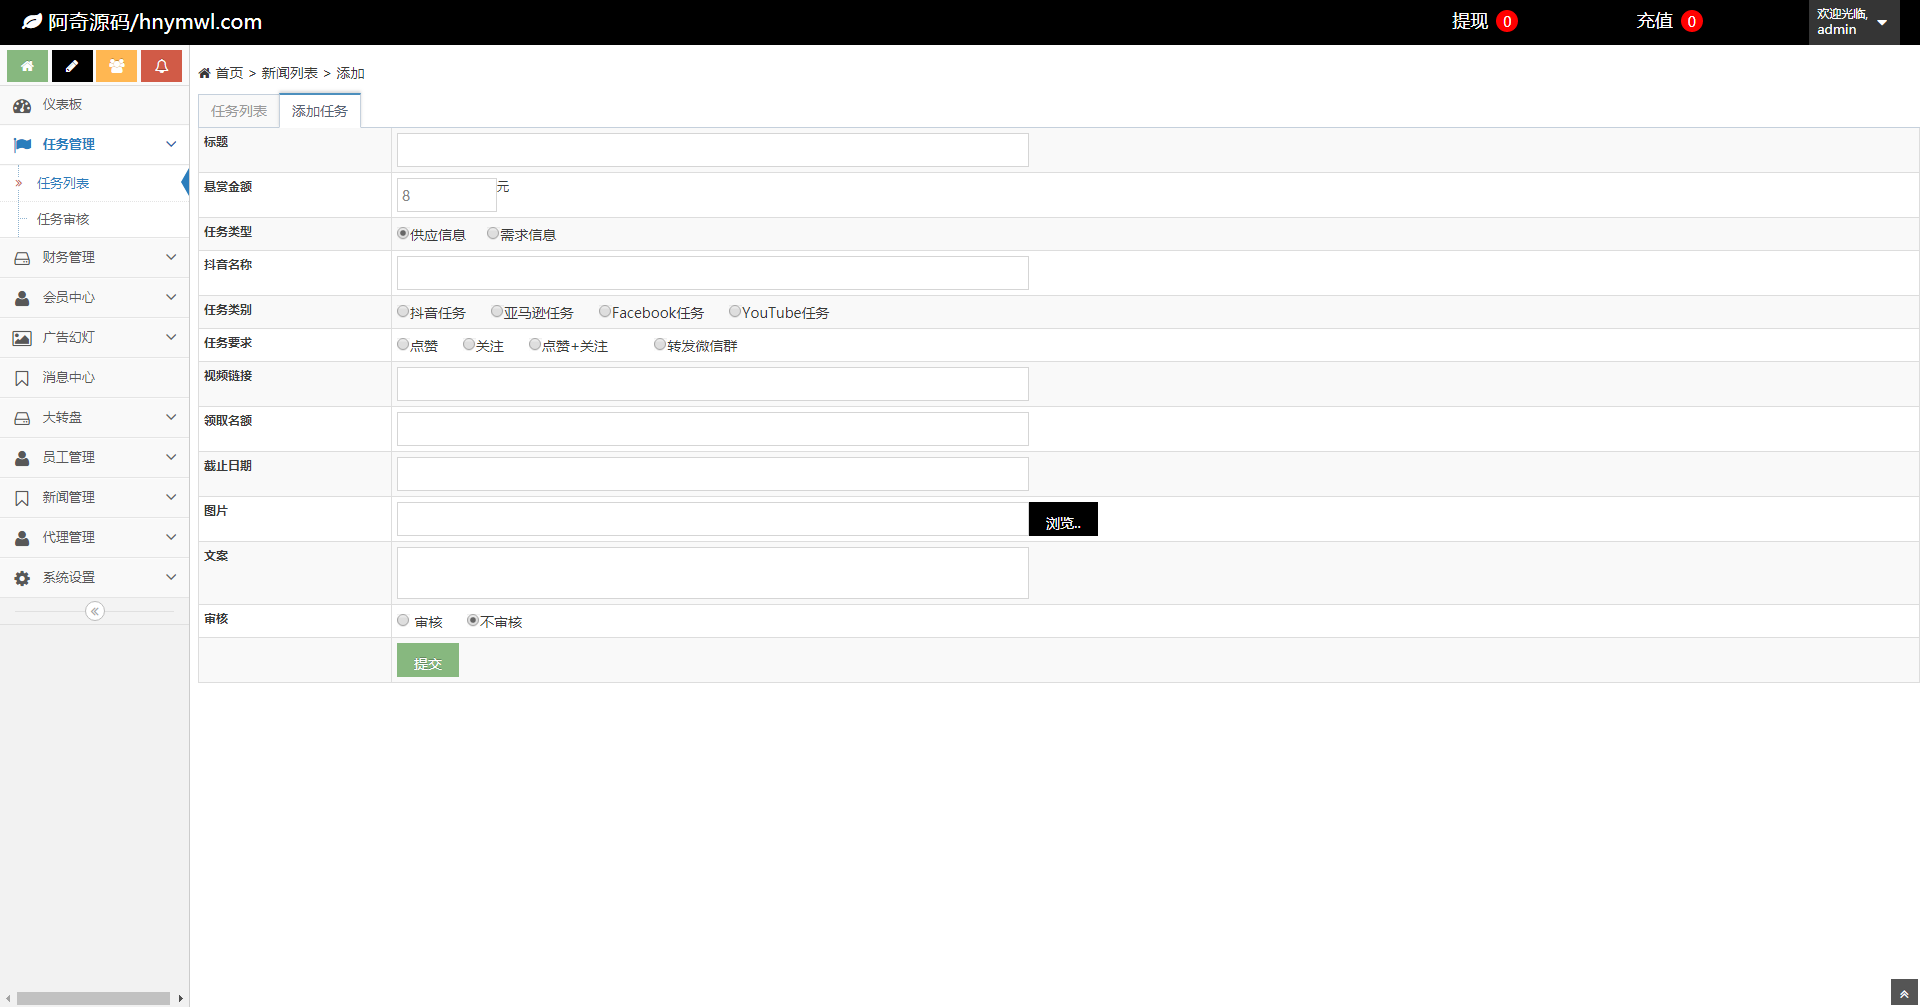 阿奇源码/hnymwl.com
提现 0
充值 0
欢迎光临,
admin
首页 > 新闻列表 > 添加
仪表板
任务管理
任务列表
任务审核
财务管理
会员中心
广告幻灯
消息中心
大转盘
员工管理
新闻管理
代理管理
系统设置
任务列表 添加任务
标题
悬赏金额 8 元
任务类型 供应信息 需求信息
抖音名称
任务类别 抖音任务 亚马逊任务 Facebook任务 YouTube任务
任务要求 点赞 关注 点赞+关注 转发微信群
视频链接
领取名额
截止日期
图片 浏览..
文案
审核 审核 不审核
提交